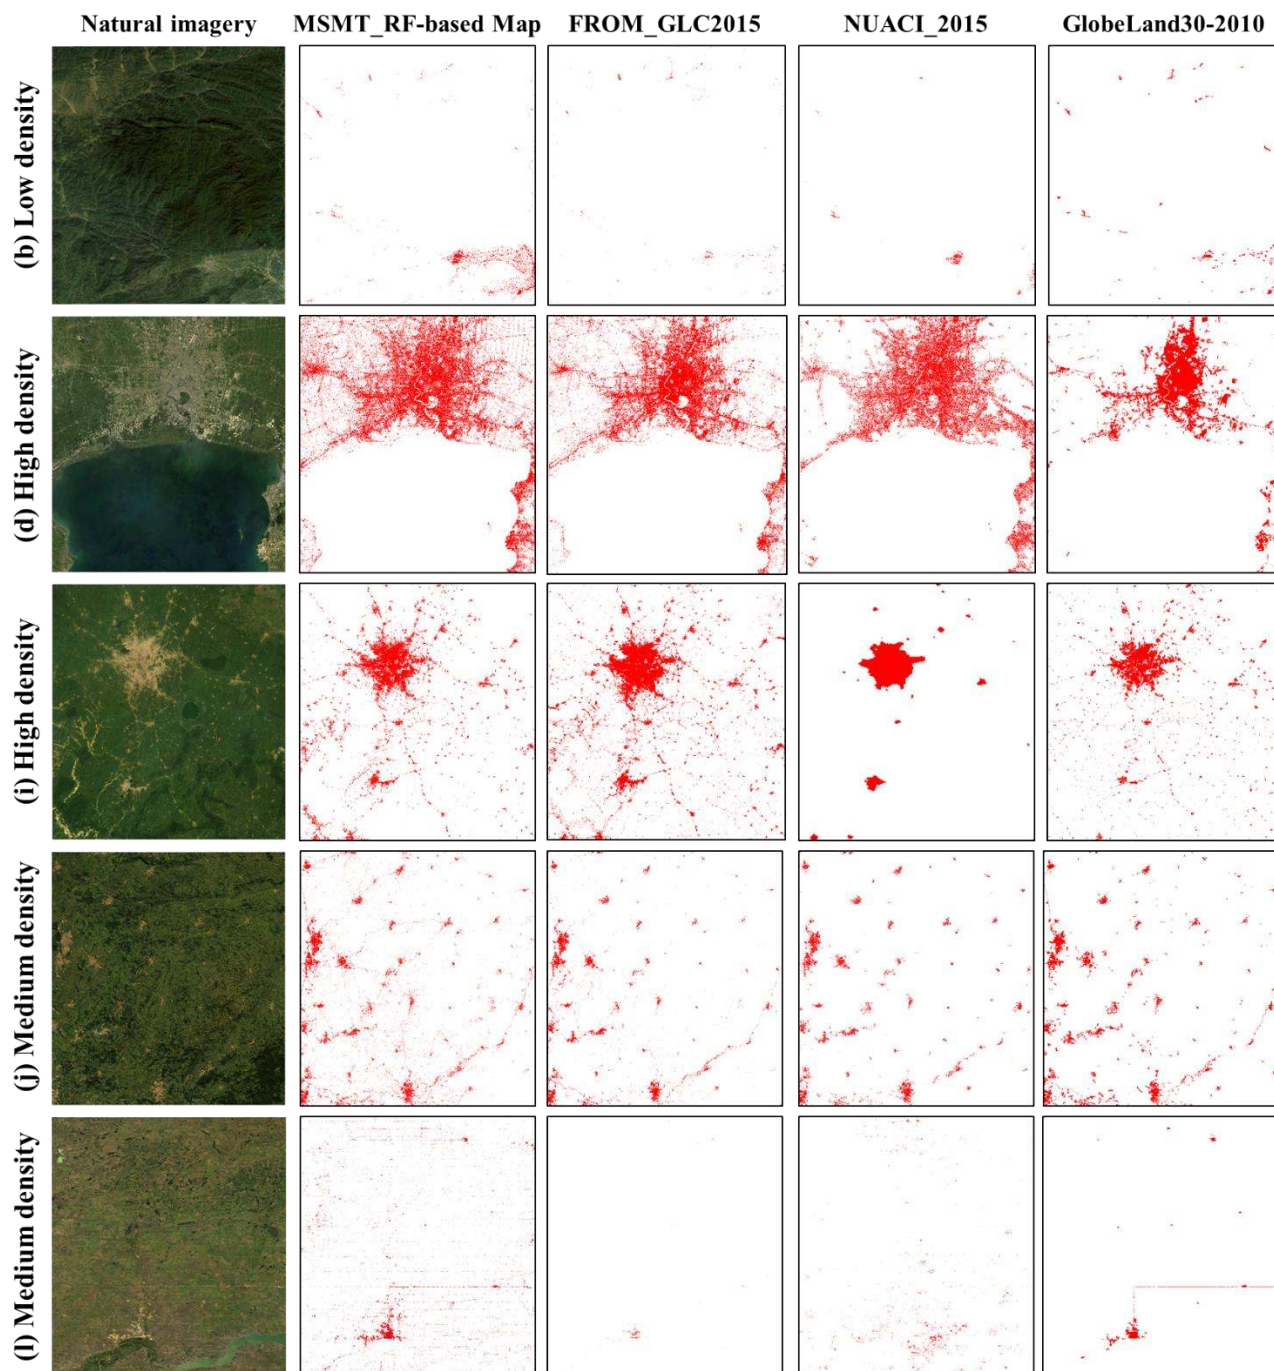 Natural imagery MSMT_RF-based Map FROM_GLC2015 NUACI_2015 GlobeLand30-2010
(b) Low density
(d) High density
(i) High density
(j) Medium density
(l) Medium density